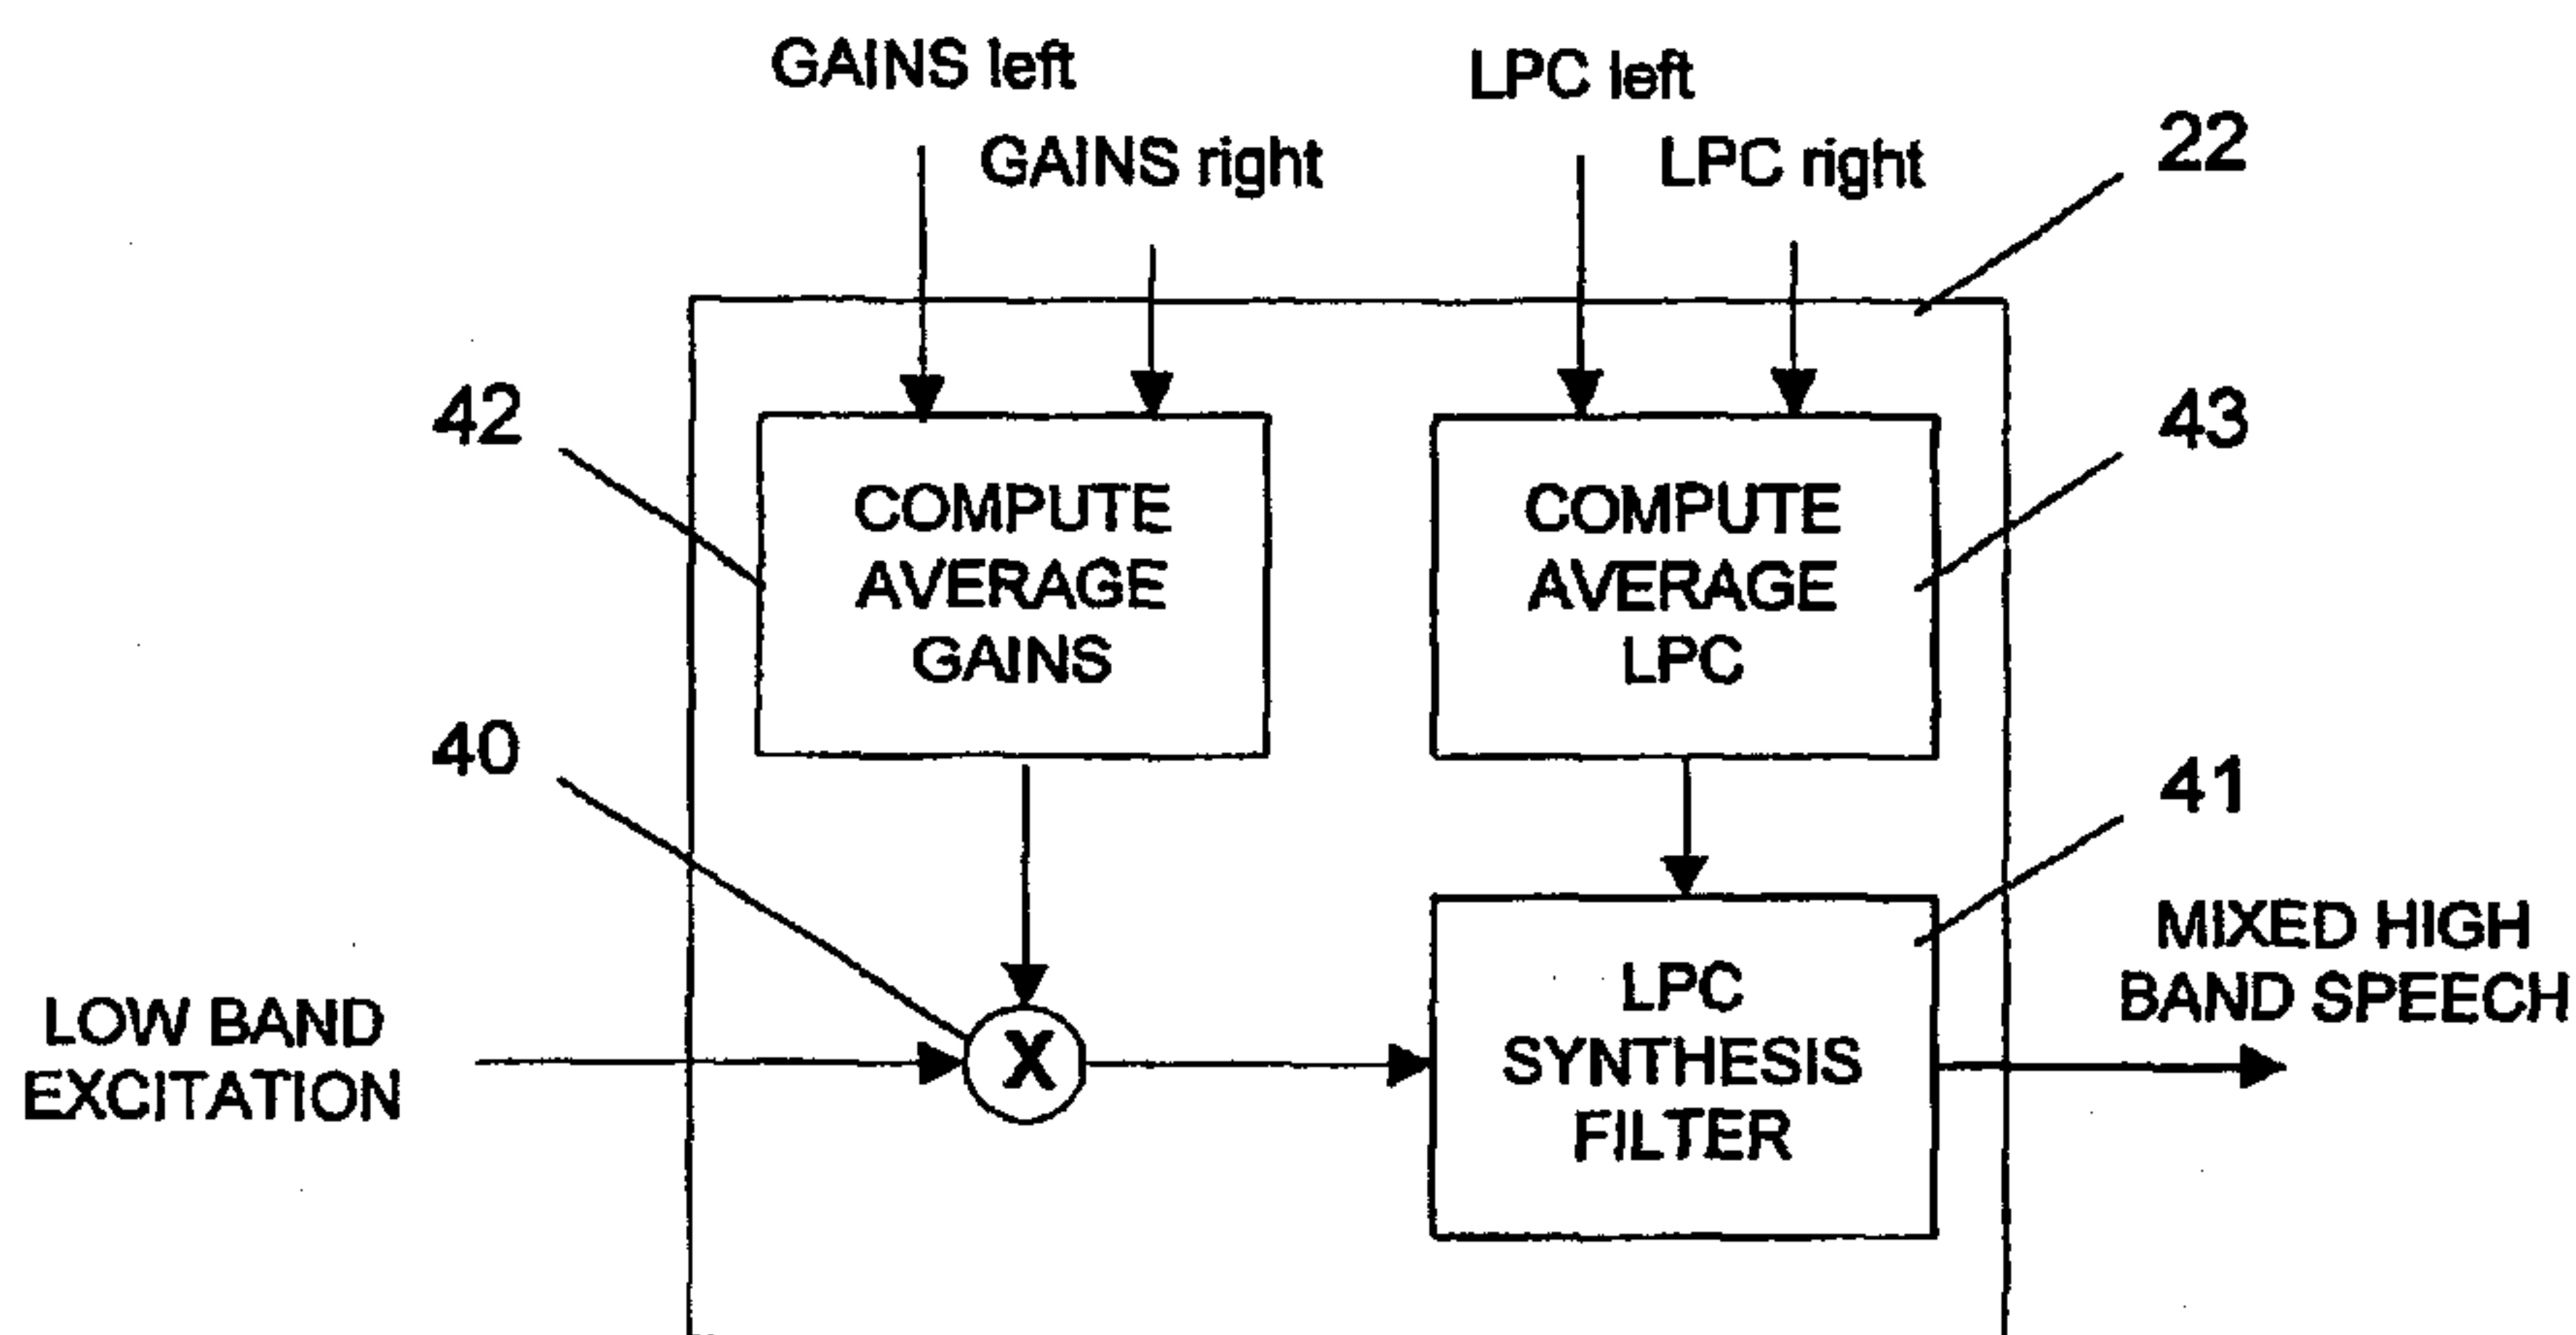 GAINS left
LPC left
GAINS right
LPC right
22
42
43
COMPUTE
AVERAGE
GAINS
COMPUTE
AVERAGE
LPC
40
41
LOW BAND
EXCITATION
X
LPC
SYNTHESIS
FILTER
MIXED HIGH
BAND SPEECH